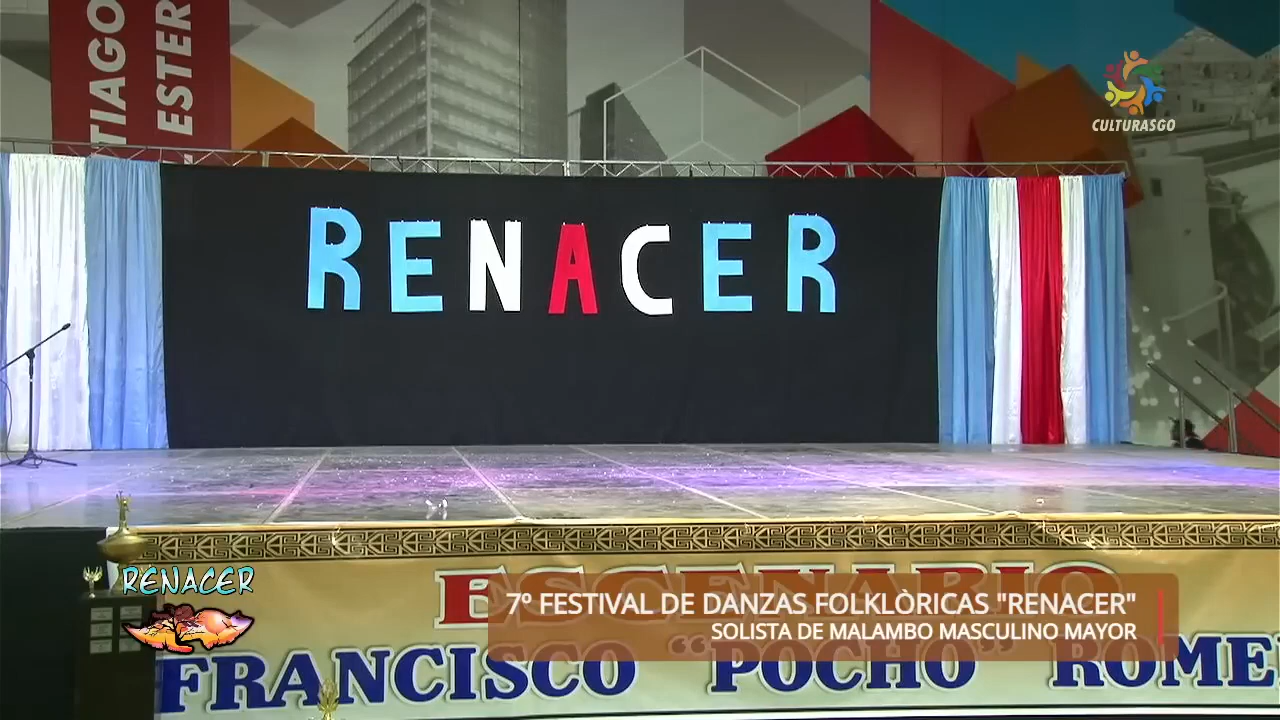 TIAGO
ESTER
CULTURASGO
RENACER
ESCENARIO
RENACER
7º FESTIVAL DE DANZAS FOLKLÒRICAS "RENACER"
SOLISTA DE MALAMBO MASCULINO MAYOR
FRANCISCO "POCHO" ROME